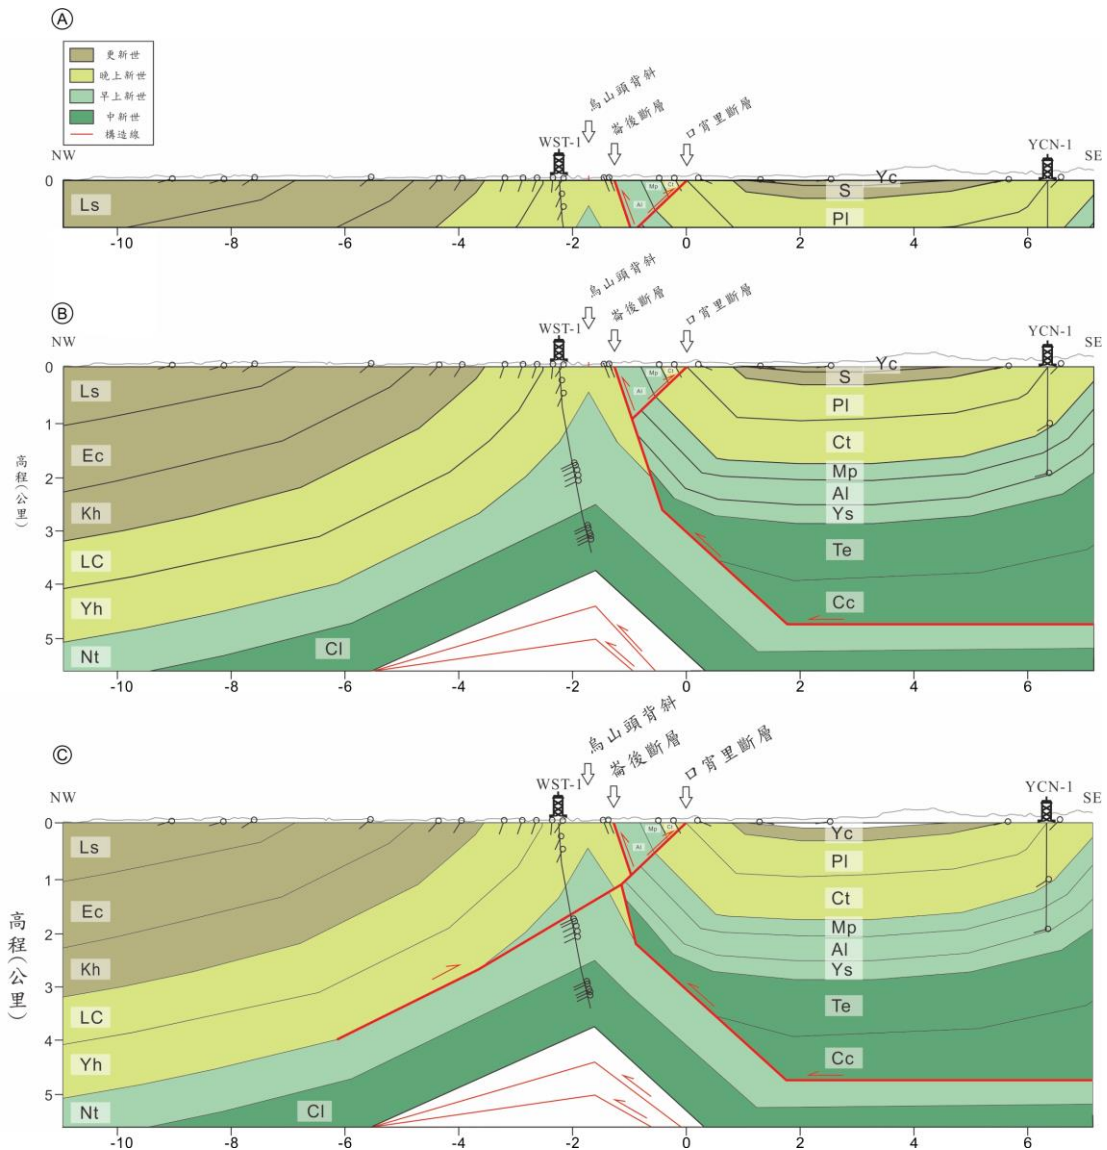 A
更新世
晚上新世
早上新世
中新世
構造線
烏山頭背斜
崙後斷層
口宵里斷層
NW
WST-1
YCN-1
SE
0
Ls
Al
Mp
Ct
Yc
S
Pl
-10
-8
-6
-4
-2
0
2
4
6
B
烏山頭背斜
崙後斷層
口宵里斷層
NW
WST-1
YCN-1
SE
高程(公里)
0
1
2
3
4
5
Ls
Ec
Kh
LC
Yh
Nt
Cl
Al
Mp
Yc
S
Pl
Ct
Mp
Al
Ys
Te
Cc
-10
-8
-6
-4
-2
0
2
4
6
C
烏山頭背斜
崙後斷層
口宵里斷層
NW
WST-1
YCN-1
SE
高程(公里)
0
1
2
3
4
5
Ls
Ec
Kh
LC
Yh
Nt
Cl
Al
Mp
Yc
Pl
Ct
Mp
Al
Ys
Te
Cc
-10
-8
-6
-4
-2
0
2
4
6